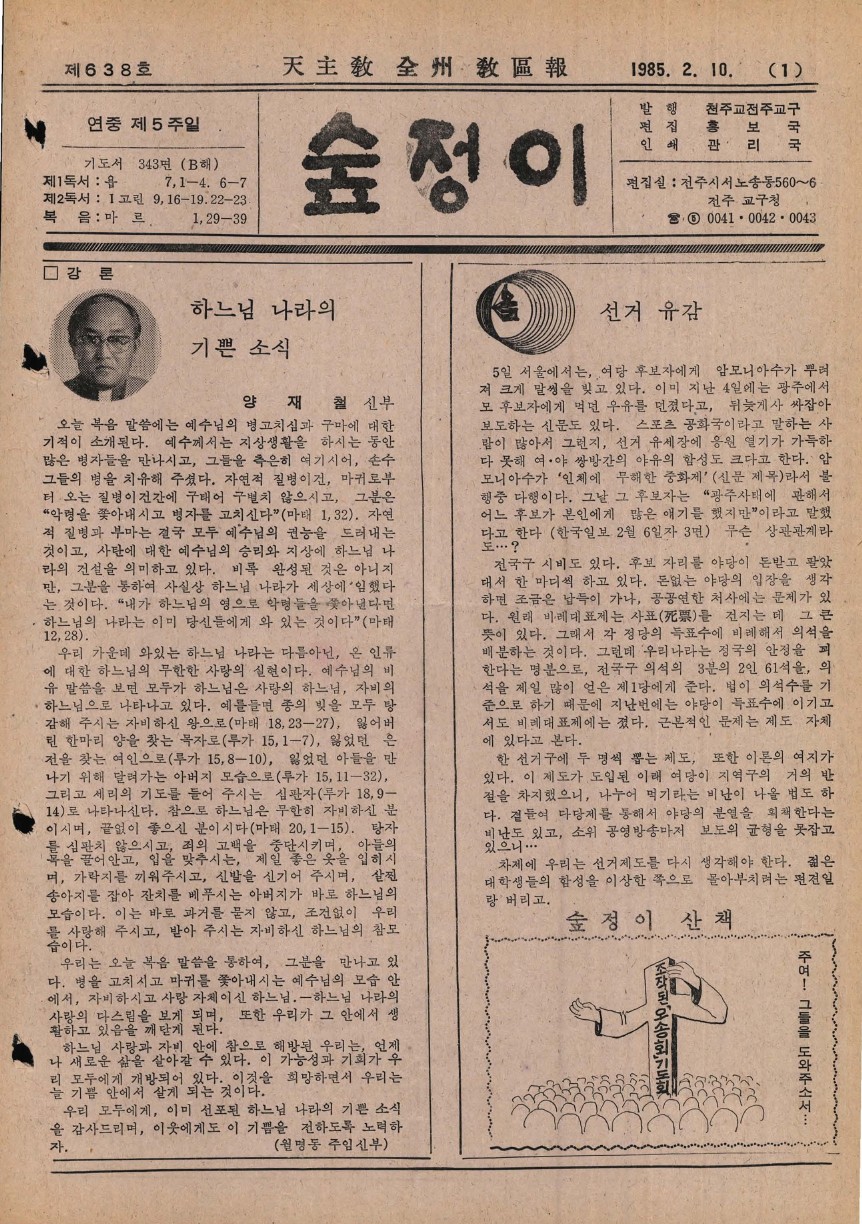 제638호
天主敎 全州 敎區報
1985. 2. 10. (1)
연중 제5주일
기도서 343면 (B해)
제1독서 : 욥 7,1—4. 6—7
제2독서 : Ⅰ고린 9,16—19. 22—23
복 음 : 마르 1,29—39
숲정이
발 행 천주교전주교구
편 집 홍 보 국
인 쇄 관 리 국
편집실 : 전주시서노송동560~6
전주 교구청
☎ ⑤ 0041・0042・0043
□ 강 론
하느님 나라의
기쁜 소식
양 재 철 신부
오늘 복음 말씀에는 예수님의 병고치심과 구마에 대한
기적이 소개된다. 예수께서는 지상생활을 하시는 동안
많은 병자들을 만나시고, 그들을 측은히 여기시어, 손수
그들의 병을 치유해 주셨다. 자연적 질병이건, 마귀로부
터 오는 질병이건간에 구태어 구별치 않으시고, 그분은
“악령을 쫓아내시고 병자를 고치신다”(마태 1,32). 자연
적 질병과 부마는 결국 모두 예수님의 권능을 드러내는
것이고, 사탄에 대한 예수님의 승리와 지상에 하느님 나
라의 건설을 의미하고 있다. 비록 완성된 것은 아니지
만, 그분을 통하여 사실상 하느님 나라가 세상에 임했다
는 것이다. “내가 하느님의 영으로 악령들을 쫓아낸다면
하느님의 나라는 이미 당신들에게 와 있는 것이다”(마태
12,28).
우리 가운데 와있는 하느님 나라는 다름아닌, 온 인류
에 대한 하느님의 무한한 사랑의 실현이다. 예수님의 비
유 말씀을 보면 모두가 하느님은 사랑의 하느님, 자비의
하느님으로 나타나고 있다. 예를들면 종의 빚을 모두 탕
감해 주시는 자비하신 왕으로(마태 18,23—27), 잃어버
린 한마리 양을 찾는 목자로(루가 15,1—7), 잃었던 은
전을 찾는 여인으로(루가 15,8—10), 잃었던 아들을 만
나기 위해 달려가는 아버지 모습으로(루가 15,11—32),
그리고 세리의 기도를 들어 주시는 심판자(루가 18,9—
14)로 나타나신다. 참으로 하느님은 무한히 자비하신 분
이시며, 끝없이 좋으신 분이시다(마태 20,1—15). 탕자
를 심판치 않으시고, 죄의 고백을 중단시키며, 아들의
목을 끌어안고, 입을 맞추시는, 제일 좋은 옷을 입히시
며, 가락지를 끼워주시고, 신발을 신기어 주시며, 살찐
송아지를 잡아 잔치를 베푸시는 아버지가 바로 하느님의
모습이다. 이는 바로 과거를 묻지 않고, 조건없이 우리
를 사랑해 주시고, 받아 주시는 자비하신 하느님의 참모
습이다.
우리는 오늘 복음 말씀을 통하여, 그분을 만나고 있
다. 병을 고치시고 마귀를 쫓아내시는 예수님의 모습 안
에서, 자비하시고 사랑 자체이신 하느님.—하느님 나라의
사랑의 다스림을 보게 되며, 또한 우리가 그 안에서 생
활하고 있음을 깨닫게 된다.
하느님 사랑과 자비 안에 참으로 해방된 우리는, 언제
나 새로운 삶을 살아갈 수 있다. 이 가능성과 기회가 우
리 모두에게 개방되어 있다. 이것을 희망하면서 우리는
늘 기쁨 안에서 살게 되는 것이다.
우리 모두에게, 이미 선포된 하느님 나라의 기쁜 소식
을 감사드리며, 이웃에게도 이 기쁨을 전하도록 노력하
자. (월명동 주임신부)
선거 유감
5일 서울에서는, 여당 후보자에게 암모니아수가 뿌려
져 크게 말썽을 빚고 있다. 이미 지난 4일에는 광주에서
모 후보자에게 먹던 우유를 던졌다고, 뒤늦게사 싸잡아
보도하는 신문도 있다. 스포츠 공화국이라고 말하는 사
람이 많아서 그런지, 선거 유세장에 응원 열기가 가득하
다 못해 여・야 쌍방간의 야유의 함성도 크다고 한다. 암
모니아수가 ‘인체에 무해한 중화제’(신문 제목)라서 불
행중 다행이다. 그날 그 후보자는 “광주사태에 관해서
어느 후보가 본인에게 많은 얘기를 했지만”이라고 말했
다고 한다 (한국일보 2월 6일자 3면) 무슨 상관관계라
도…?
전국구 시비도 있다. 후보 자리를 야당이 돈받고 팔았
대서 한 마디씩 하고 있다. 돈없는 야당의 입장을 생각
하면 조금은 납득이 가나, 공공연한 처사에는 문제가 있
다. 원래 비례대표제는 사표(死票)를 건지는 데 그 큰
뜻이 있다. 그래서 각 정당의 득표수에 비례해서 의석을
배분하는 것이다. 그런데 우리나라는 정국의 안정을 꾀
한다는 명분으로, 전국구 의석의 3분의 2인 61석을, 의
석을 제일 많이 얻은 제1당에게 준다. 법이 의석수를 기
준으로 하기 때문에 지난번에는 야당이 득표수에 이기고
서도 비례대표제에는 졌다. 근본적인 문제는 제도 자체
에 있다고 본다.
한 선거구에 두 명씩 뽑는 제도, 또한 이론의 여지가
있다. 이 제도가 도입된 이래 여당이 지역구의 거의 반
절을 차지했으니, 나누어 먹기라는 비난이 나올 법도 하
다. 곁들여 다당제를 통해서 야당의 분열을 획책한다는
비난도 있고, 소위 공영방송마저 보도의 균형을 못잡고
있으니…
차제에 우리는 선거제도를 다시 생각해야 한다. 젊은
대학생들의 함성을 이상한 쪽으로 몰아부치려는 편견일
랑 버리고.
숲 정 이 산 책
조작된 “오송회” 기도회
주여! 그들을 도와주소서…